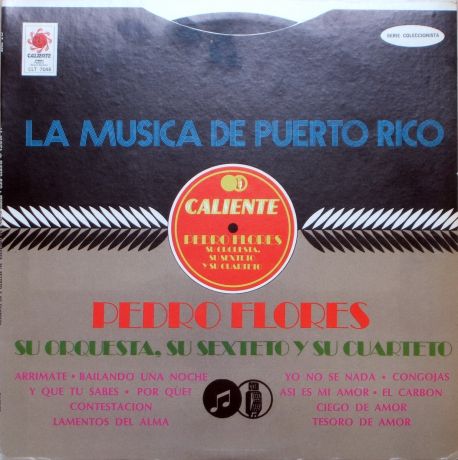 CALIENTE
CLT 7048
SERIE: COLECCIONISTA
LA MUSICA DE PUERTO RICO
CALIENTE
PEDRO FLORES
SU ORQUESTA,
SU SEXTETO
Y SU CUARTETO
PEDRO FLORES
SU ORQUESTA, SU SEXTETO Y SU CUARTETO
ARRIMATE • BAILANDO UNA NOCHE
Y QUE TU SABES • POR QUE?
CONTESTACION
LAMENTOS DEL ALMA
YO NO SE NADA • CONGOJAS
ASI ES MI AMOR • EL CARBON
CIEGO DE AMOR
TESORO DE AMOR